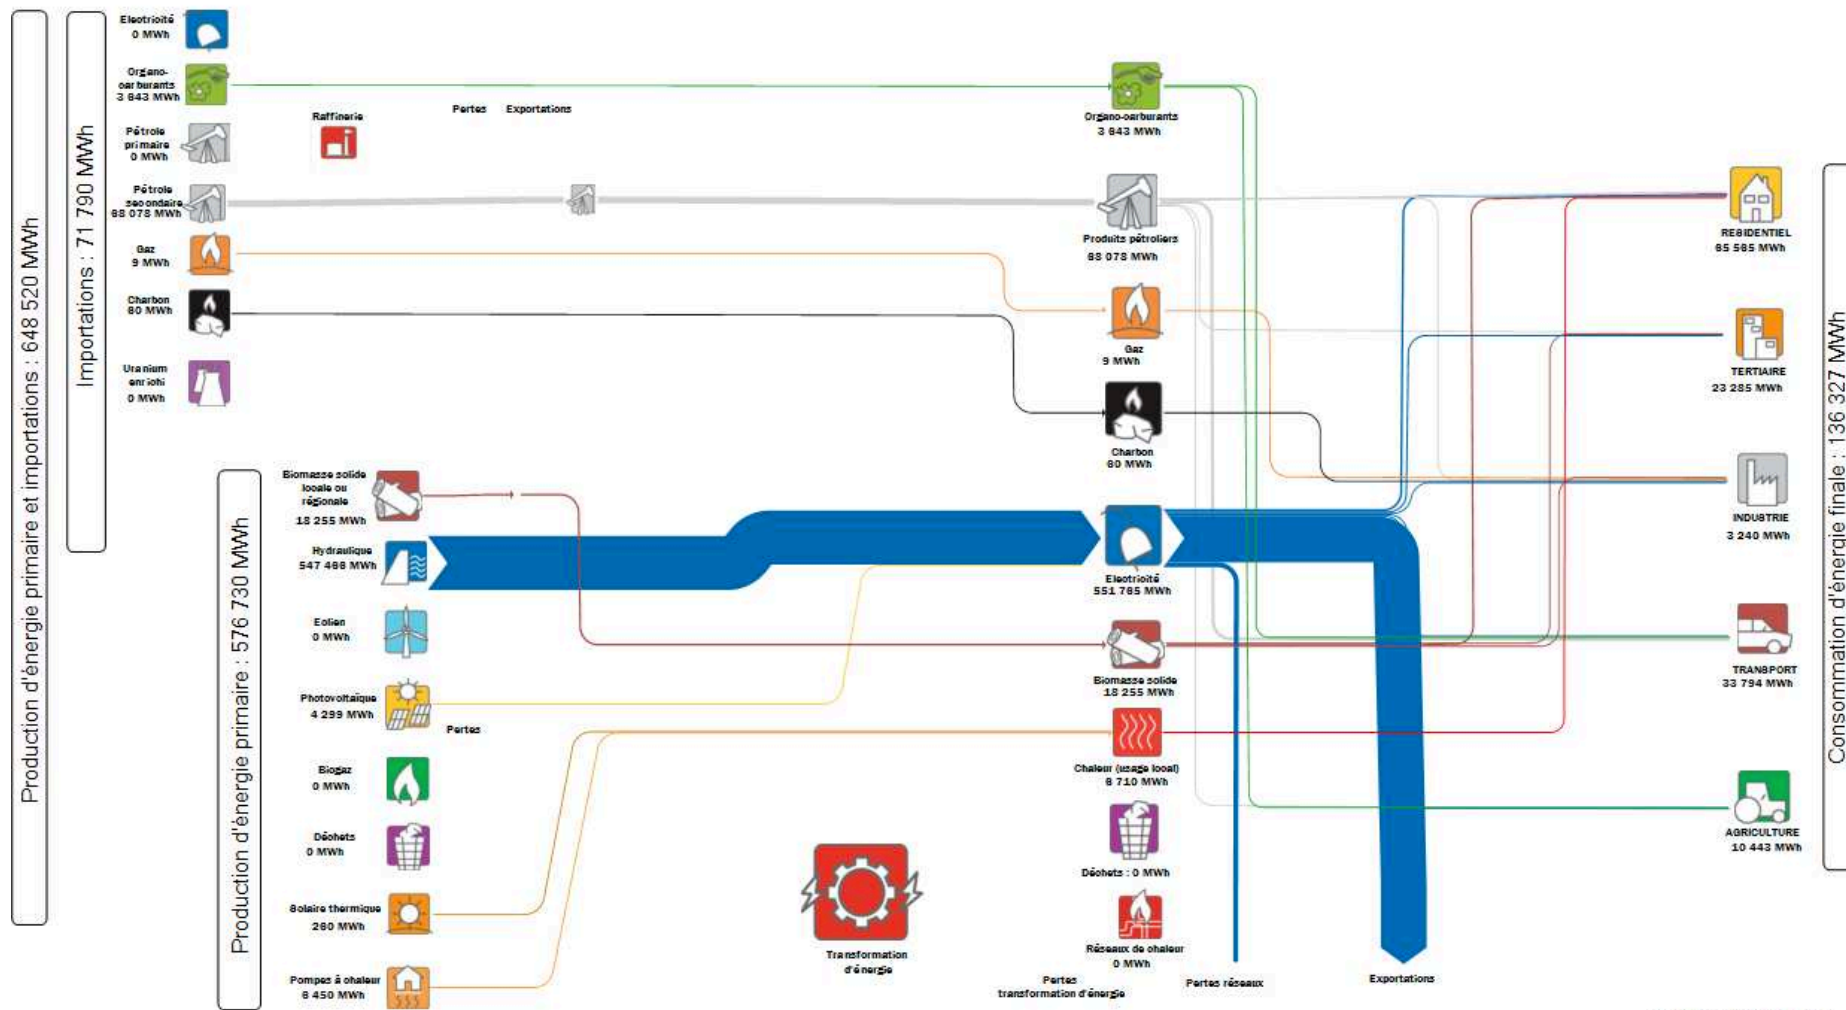 Production d'énergie primaire et importations : 648 520 MWh
Importations : 71 790 MWh
Electricité
0 MWh
Organo-
carburants
3 643 MWh
Pétrole
primaire
0 MWh
Pétrole
secondaire
68 078 MWh
Gaz
9 MWh
Charbon
60 MWh
Uranium
enrichi
0 MWh
Raffinerie
Pertes
Exportations
Production d'énergie primaire : 576 730 MWh
Biomasse solide
locale ou
régionale
18 255 MWh
Hydraulique
547 466 MWh
Eolien
0 MWh
Photovoltaïque
4 299 MWh
Pertes
Biogaz
0 MWh
Déchets
0 MWh
Solaire thermique
260 MWh
Pompes à chaleur
6 450 MWh
Transformation
d'énergie
Organo-carburants
3 643 MWh
Produits pétroliers
68 078 MWh
Gaz
9 MWh
Charbon
60 MWh
Electricité
551 765 MWh
Biomasse solide
18 255 MWh
Chaleur (usage local)
6 710 MWh
Déchets : 0 MWh
Réseaux de chaleur
0 MWh
Pertes
transformation d'énergie
Pertes réseaux
Exportations
RESIDENTIEL
65 565 MWh
TERTIAIRE
23 285 MWh
INDUSTRIE
3 240 MWh
TRANSPORT
33 794 MWh
AGRICULTURE
10 443 MWh
Consommation d'énergie finale : 136 327 MWh